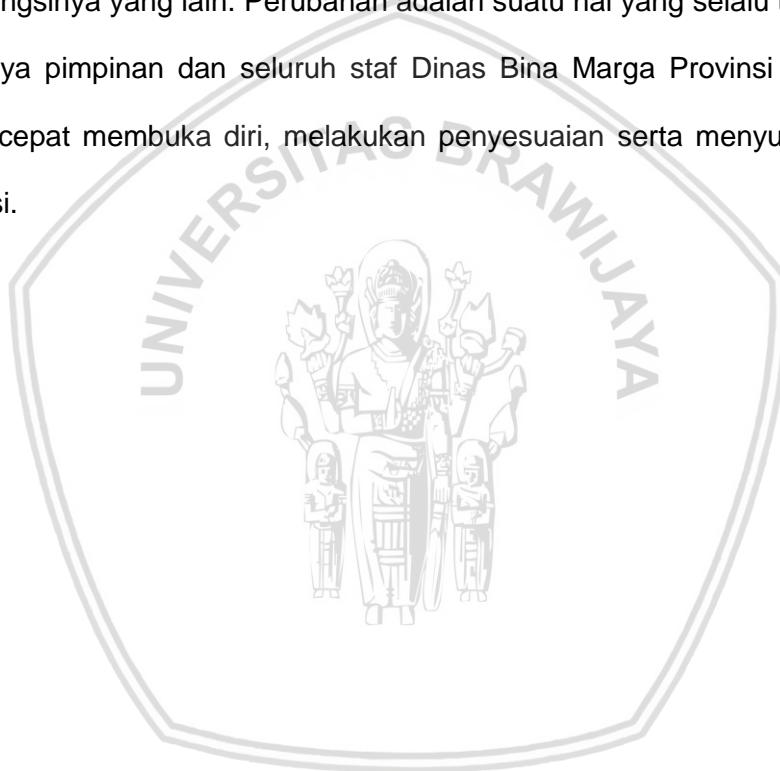 ngsinya yang lain. Perubahan adalah suatu hal yang selalu
ya pimpinan dan seluruh staf Dinas Bina Marga Provinsi
cepat membuka diri, melakukan penyesuaian serta menyu
si.
UNIVERSITAS BRAWIJAYA